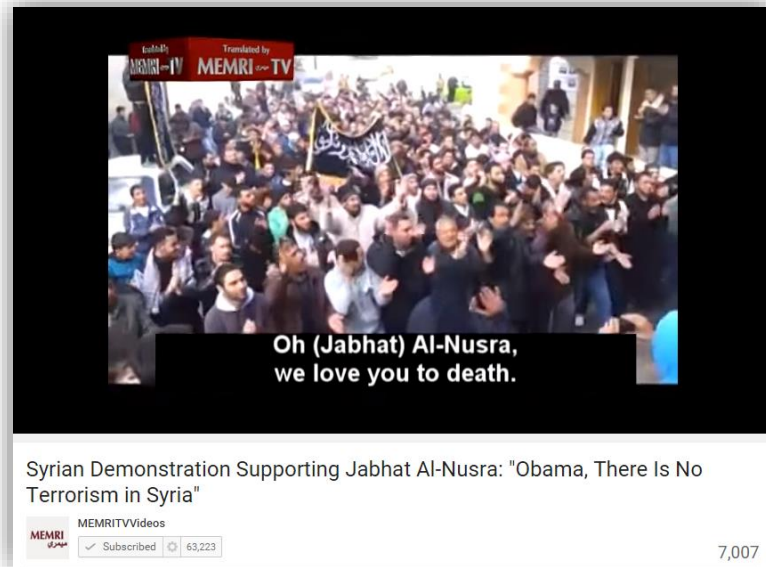 Translated by
MEMRI TV
MEMRI TV
Oh (Jabhat) Al-Nusra,
we love you to death.
Syrian Demonstration Supporting Jabhat Al-Nusra: "Obama, There Is No
Terrorism in Syria"
MEMRITVVideos
MEMRI
ميمري
✓ Subscribed 63,223
7,007